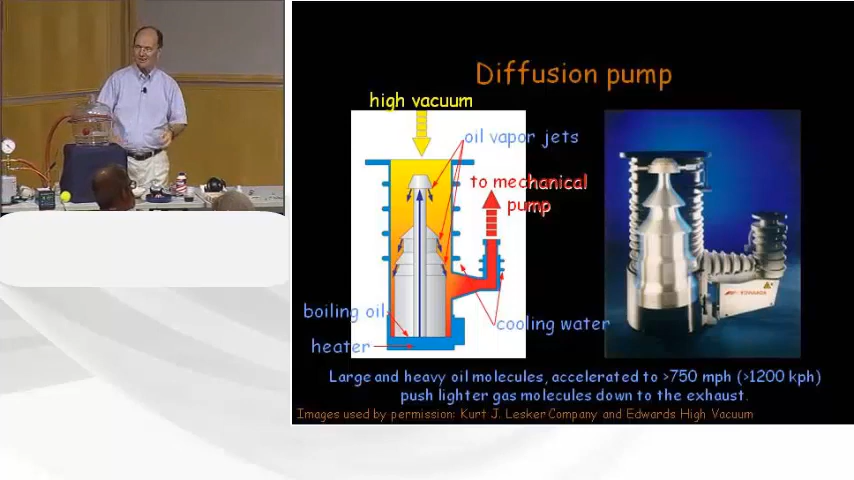 Diffusion pump
high vacuum
oil vapor jets
to mechanical
pump
boiling oil
cooling water
heater
EDWARDS
Large and heavy oil molecules, accelerated to >750 mph (>1200 kph)
push lighter gas molecules down to the exhaust.
Images used by permission: Kurt J. Lesker Company and Edwards High Vacuum